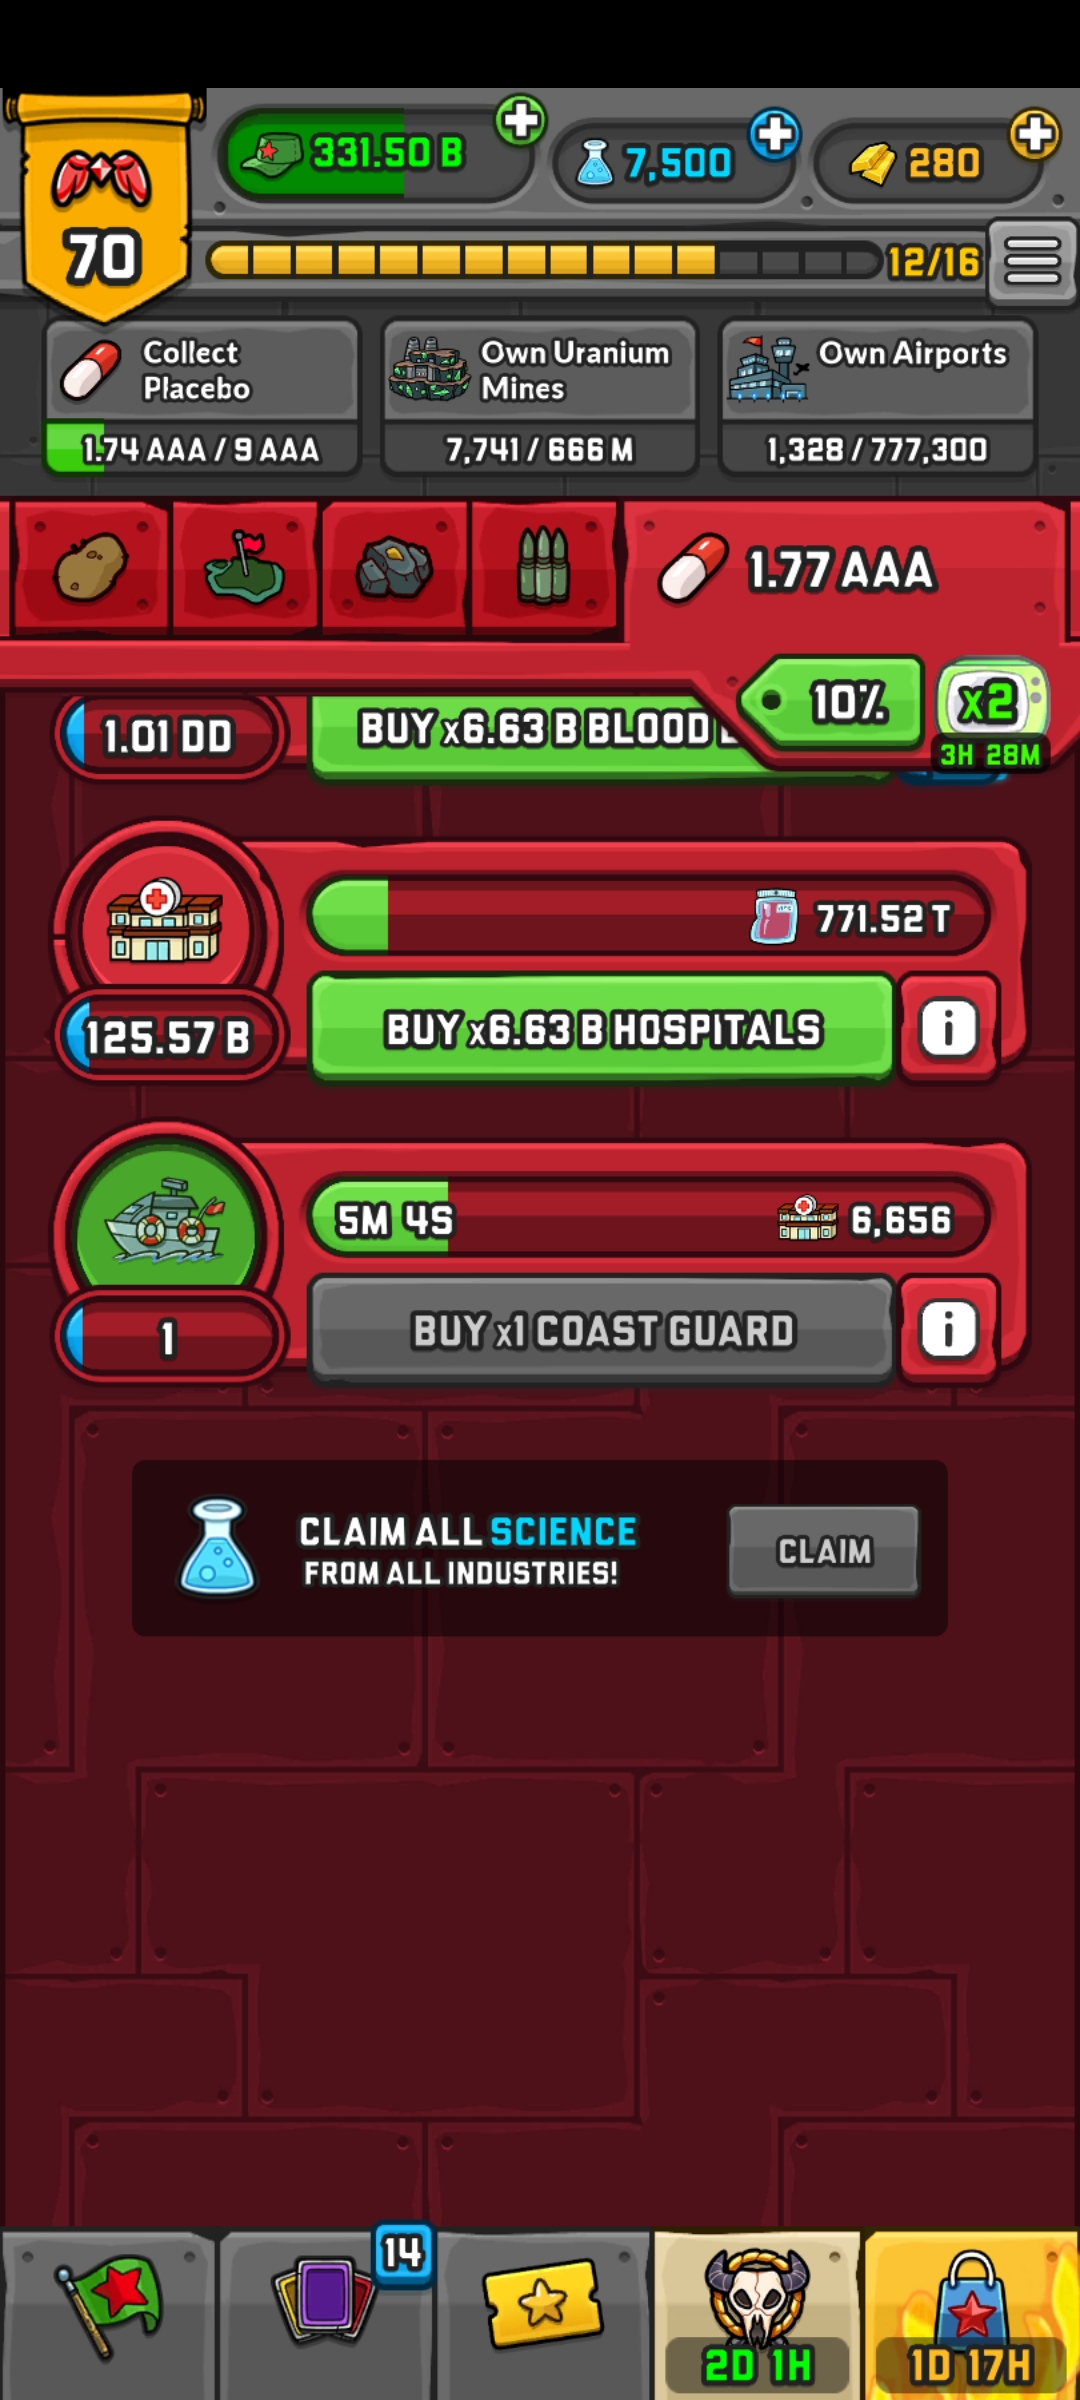 70
331.50 B
7,500
280
12/16
Collect
Placebo
1.74 AAA / 9 AAA
Own Uranium
Mines
7,741 / 666 M
Own Airports
1,328 / 777,300
1.77 AAA
10%
x2
3H 28M
1.01 DD
BUY x6.63 B BLOOD
771.52 T
125.57 B
BUY x6.63 B HOSPITALS
i
5M 4S
6,656
1
BUY x1 COAST GUARD
i
CLAIM ALL SCIENCE
FROM ALL INDUSTRIES!
CLAIM
14
2D 1H
1D 17H